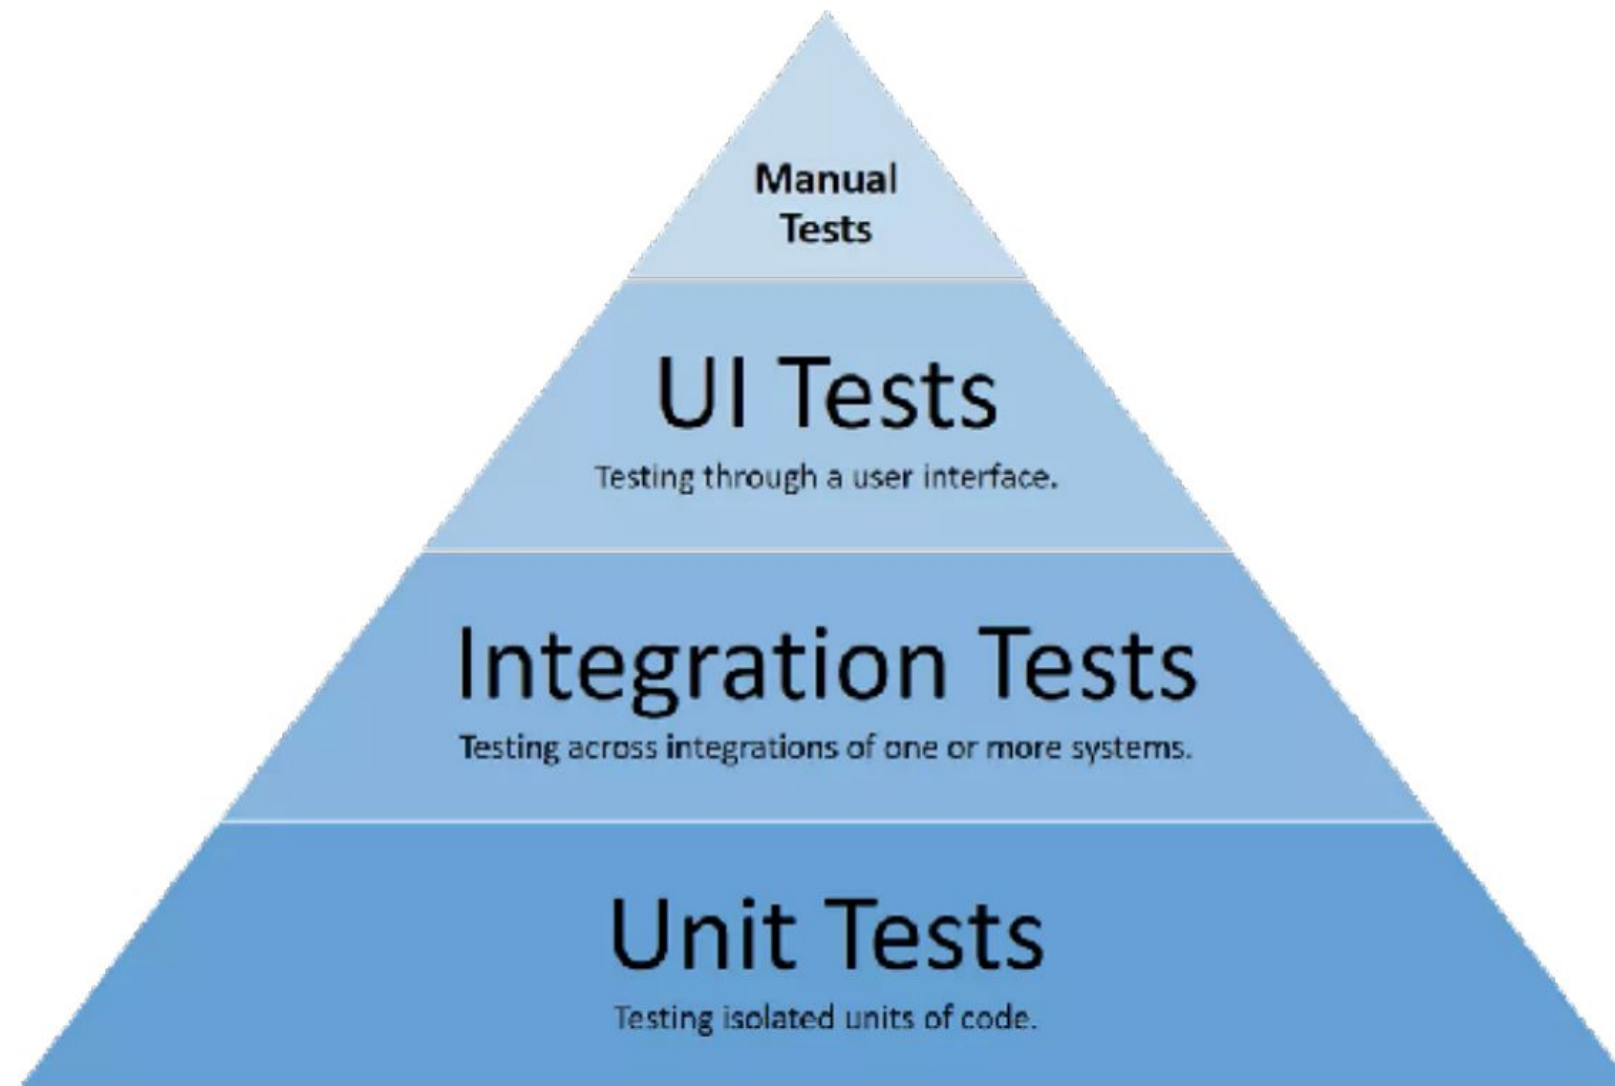 Manual
Tests
UI Tests
Testing through a user interface.
Integration Tests
Testing across integrations of one or more systems.
Unit Tests
Testing isolated units of code.